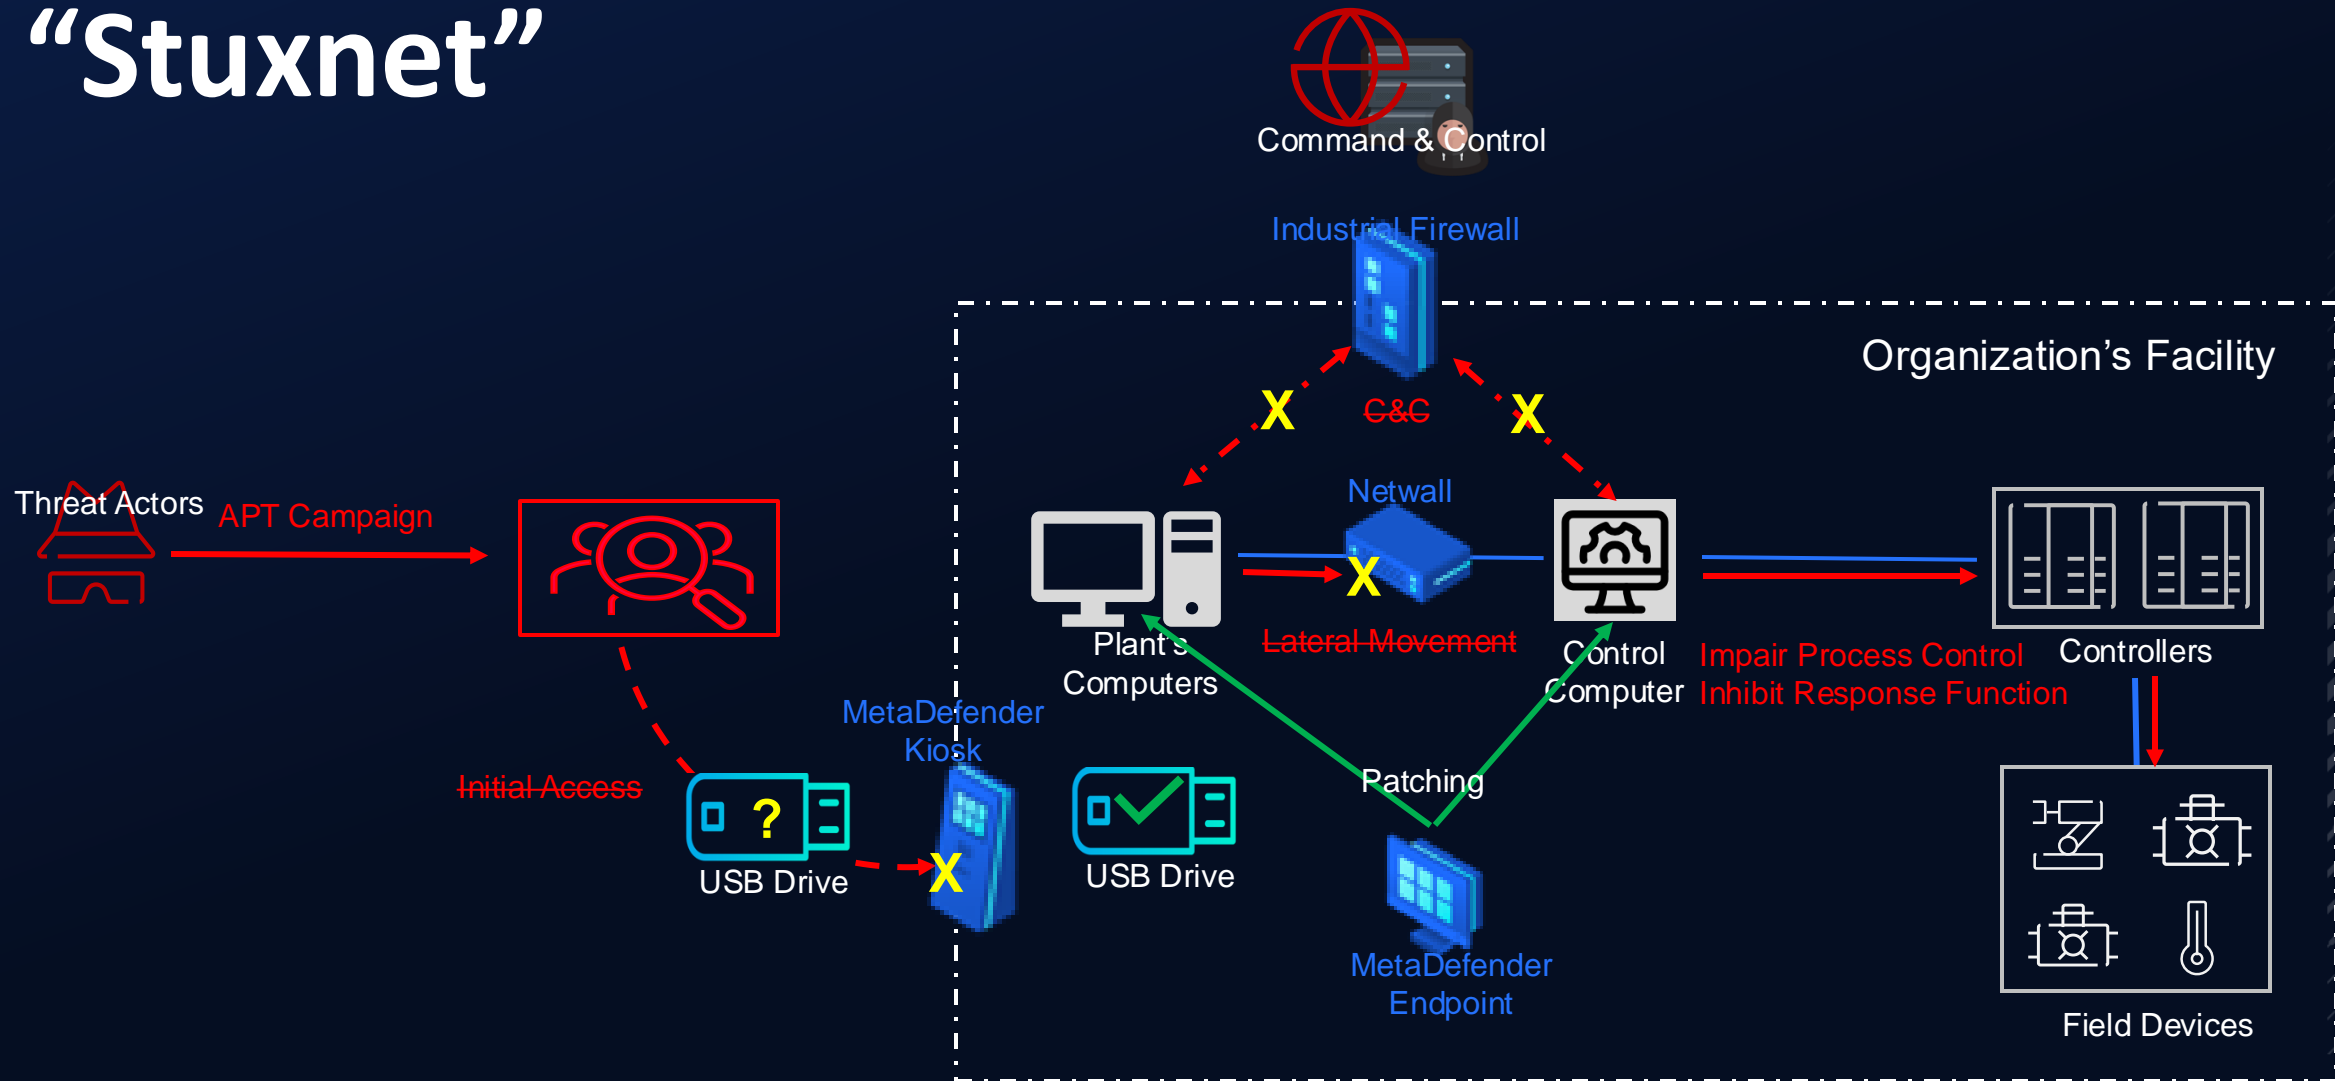 “Stuxnet”
Command & Control
Industrial Firewall
Organization’s Facility
C&C
X
X
Threat Actors
APT Campaign
Netwall
X
Plant’s
Computers
Lateral Movement
Control
Computer
Impair Process Control
Inhibit Response Function
Controllers
MetaDefender
Kiosk
Initial Access
?
USB Drive
X
USB Drive
Patching
MetaDefender
Endpoint
Field Devices